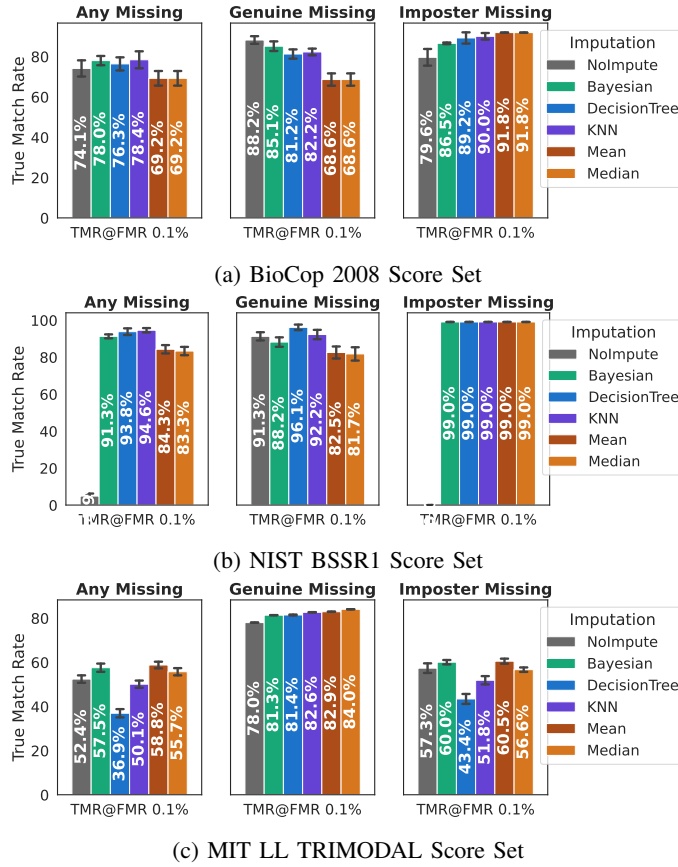 Any Missing
Genuine Missing
Imposter Missing
True Match Rate
80
60
40
20
0
74.1%
78.0%
76.3%
78.4%
69.2%
69.2%
88.2%
85.1%
81.2%
82.2%
68.6%
68.6%
79.6%
86.5%
89.2%
90.0%
91.8%
91.8%
TMR@FMR 0.1%
TMR@FMR 0.1%
TMR@FMR 0.1%
Imputation
NoImpute
Bayesian
DecisionTree
KNN
Mean
Median
(a) BioCop 2008 Score Set
Any Missing
Genuine Missing
Imposter Missing
True Match Rate
100
80
60
40
20
0
91.3%
93.8%
94.6%
84.3%
83.3%
91.3%
88.2%
96.1%
92.2%
82.5%
81.7%
99.0%
99.0%
99.0%
99.0%
99.0%
TMR@FMR 0.1%
TMR@FMR 0.1%
TMR@FMR 0.1%
Imputation
NoImpute
Bayesian
DecisionTree
KNN
Mean
Median
(b) NIST BSSR1 Score Set
Any Missing
Genuine Missing
Imposter Missing
True Match Rate
80
60
40
20
0
52.4%
57.5%
36.9%
50.1%
58.8%
55.7%
78.0%
81.3%
81.4%
82.6%
82.9%
84.0%
57.3%
60.0%
43.4%
51.8%
60.5%
56.6%
TMR@FMR 0.1%
TMR@FMR 0.1%
TMR@FMR 0.1%
Imputation
NoImpute
Bayesian
DecisionTree
KNN
Mean
Median
(c) MIT LL TRIMODAL Score Set